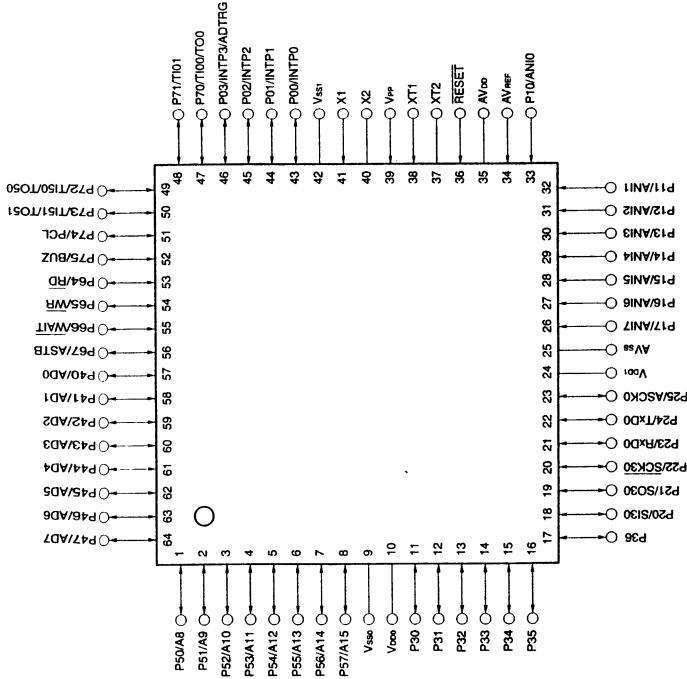 P71/TI01
P70/TI00/TO0
P03/INTP3/ADTRG
P02/INTP2
P01/INTP1
P00/INTP0
VSS1
X1
X2
VPP
XT1
XT2
RESET
AVDD
AVREF
P10/ANI0
48
47
46
45
44
43
42
41
40
39
38
37
36
35
34
33
P72/TI50/TO50
49
P73/TI51/TO51
50
P74/PCL
51
P75/BUZ
52
P64/RD
53
P65/WR
54
P66/WAIT
55
P67/ASTB
56
P40/AD0
57
P41/AD1
58
P42/AD2
59
P43/AD3
60
P44/AD4
61
P45/AD5
62
P46/AD6
63
P47/AD7
64
32
P11/ANI1
31
P12/ANI2
30
P13/ANI3
29
P14/ANI4
28
P15/ANI5
27
P16/ANI6
26
P17/ANI7
25
AVSS
24
VDD1
23
P25/ASCK0
22
P24/TxD0
21
P23/RxD0
20
P22/SCK30
19
P21/SO30
18
P20/SI30
17
P36
1
2
3
4
5
6
7
8
9
10
11
12
13
14
15
16
P50/A8
P51/A9
P52/A10
P53/A11
P54/A12
P55/A13
P56/A14
P57/A15
VSS0
VDD0
P30
P31
P32
P33
P34
P35